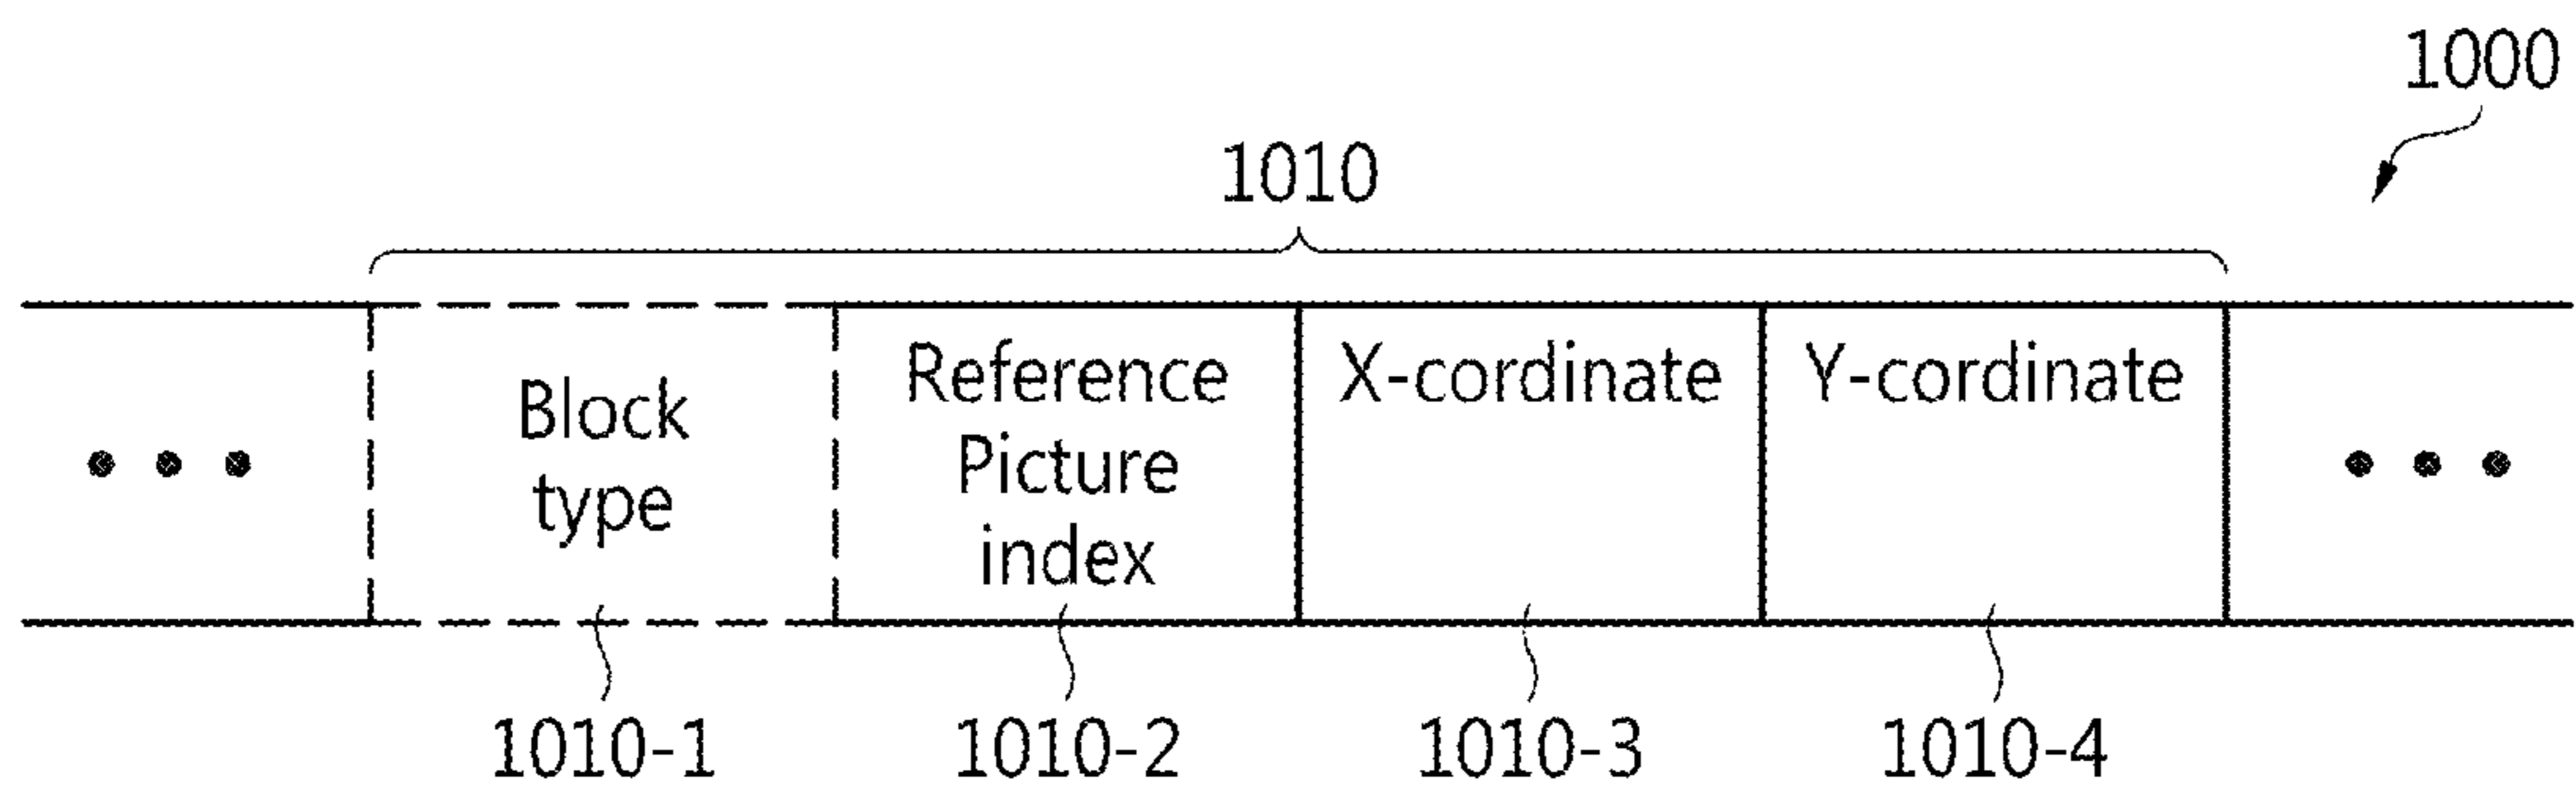 1000
1010
Block
type
Reference
Picture
index
X-cordinate
Y-cordinate
1010-1
1010-2
1010-3
1010-4